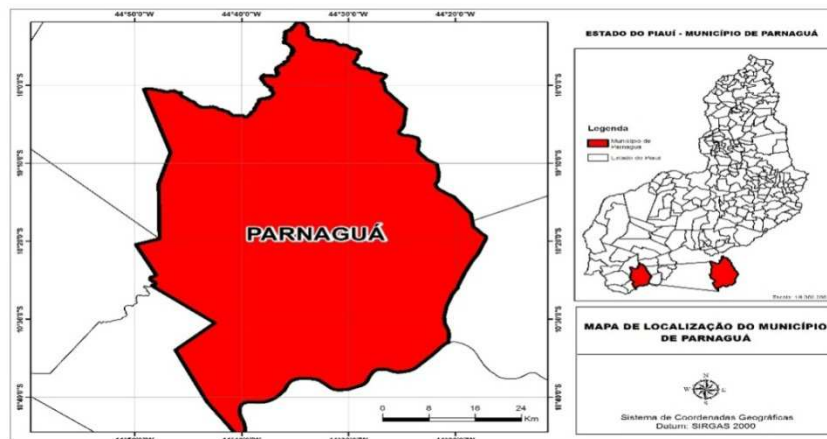 44°50'0"W 44°40'0"W 44°30'0"W 44°20'0"W
PARNAGUÁ
0 8 16 24
Km
ESTADO DO PIAUÍ - MUNICÍPIO DE PARNAGUÁ
Legenda
Município de
Parnaguá
Estado do Piauí
MAPA DE LOCALIZAÇÃO DO MUNICÍPIO
DE PARNAGUÁ
N
W E
S
Sistema de Coordenadas Geográficas
Datum: SIRGAS 2000